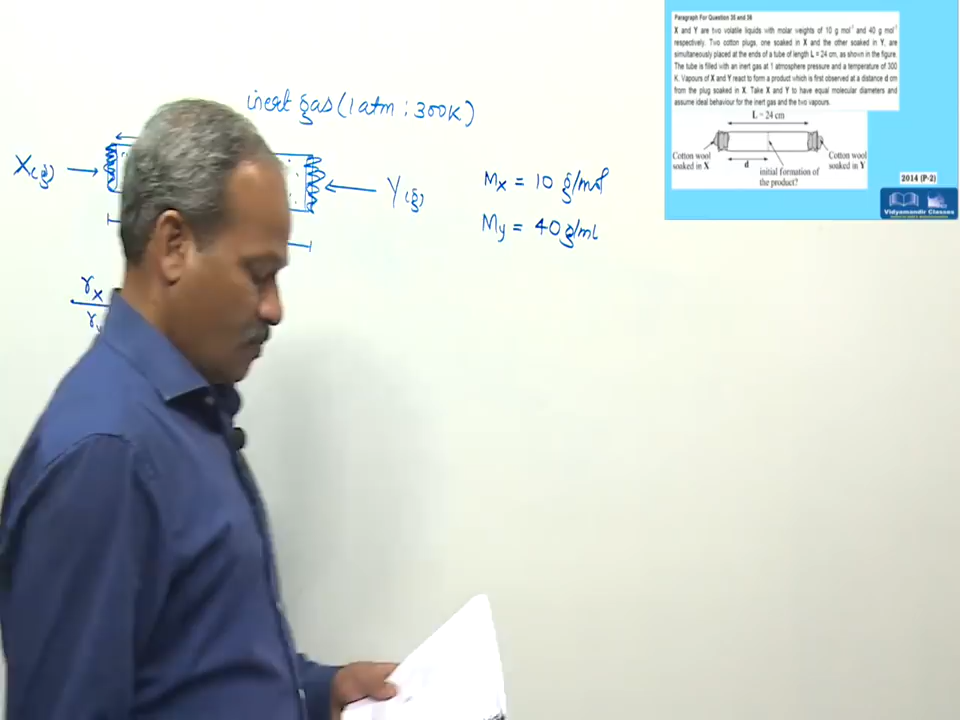 Paragraph For Question 35 and 36
X and Y are two volatile liquids with molar weights of 10 g mol⁻¹ and 40 g mol⁻¹
respectively. Two cotton plugs, one soaked in X and the other soaked in Y, are
simultaneously placed at the ends of a tube of length L = 24 cm, as shown in the figure.
The tube is filled with an inert gas at 1 atmosphere pressure and a temperature of 300
K. Vapours of X and Y react to form a product which is first observed at a distance d cm
from the plug soaked in X. Take X and Y to have equal molecular diameters and
assume ideal behaviour for the inert gas and the two vapours.
L = 24 cm
Cotton wool
soaked in X
d
initial formation of
the product?
Cotton wool
soaked in Y
2014 (P-2)
Vidyamandir Classes
inert gas (1 atm ; 300K)
X(g)
Y(g)
Mx = 10 g/mol
My = 40 g/ml
rx